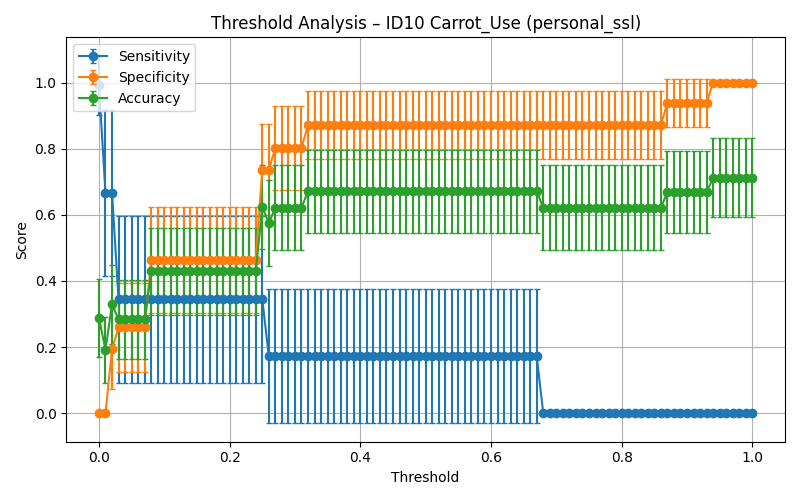 Threshold Analysis – ID10 Carrot_Use (personal_ssl)
Sensitivity
Specificity
Accuracy
Score
1.0
0.8
0.6
0.4
0.2
0.0
0.0 0.2 0.4 0.6 0.8 1.0
Threshold